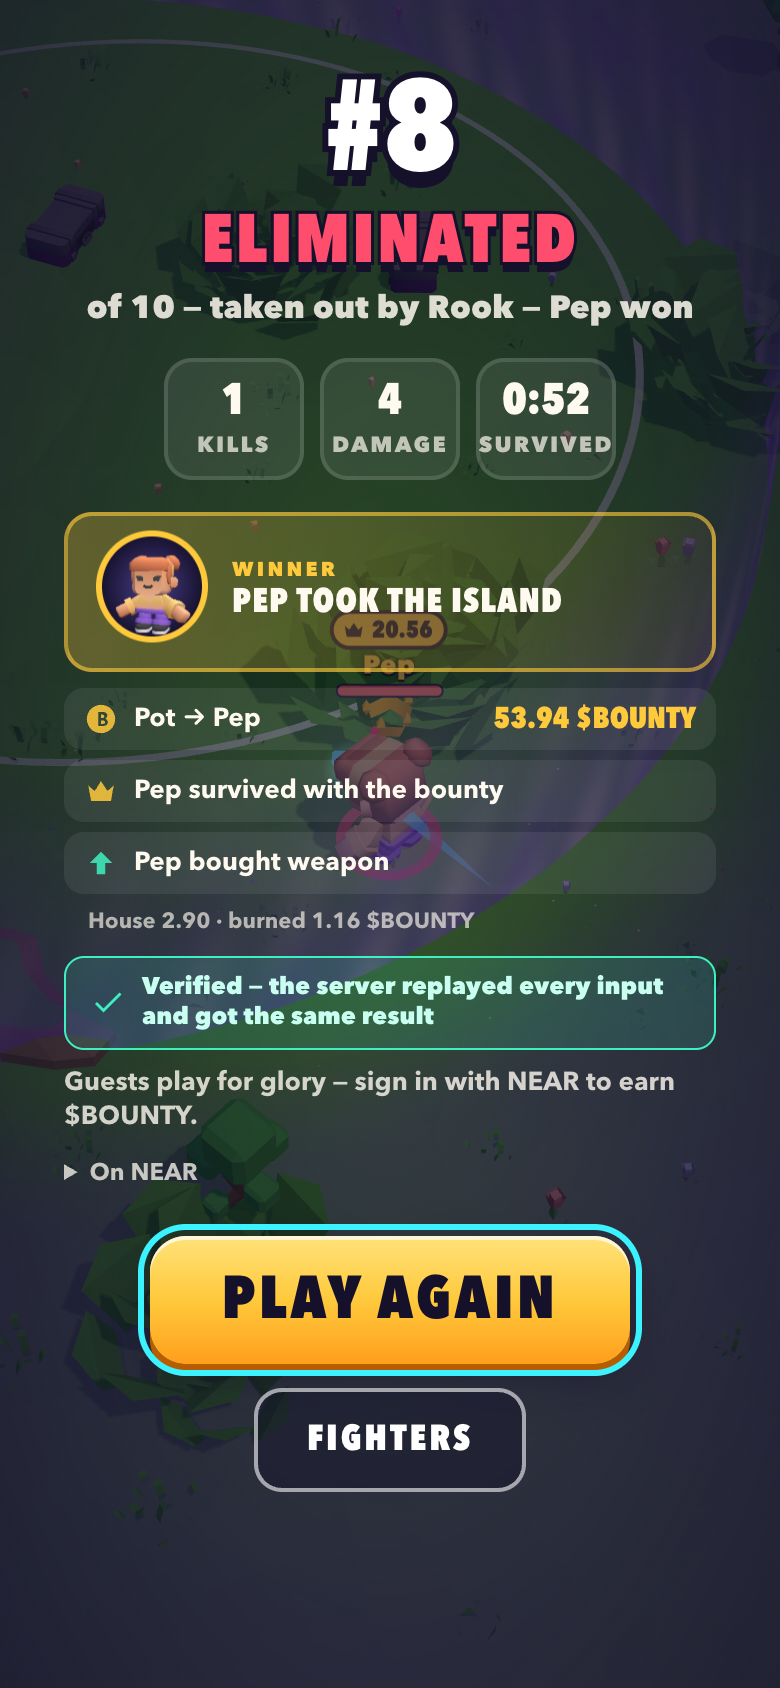 #8
ELIMINATED
of 10 – taken out by Rook – Pep won
1
KILLS
4
DAMAGE
0:52
SURVIVED
WINNER
PEP TOOK THE ISLAND
20.56
Pep
B Pot → Pep 53.94 $BOUNTY
Pep survived with the bounty
Pep bought weapon
House 2.90 · burned 1.16 $BOUNTY
Verified – the server replayed every input
and got the same result
Guests play for glory – sign in with NEAR to earn
$BOUNTY.
▶ On NEAR
PLAY AGAIN
FIGHTERS